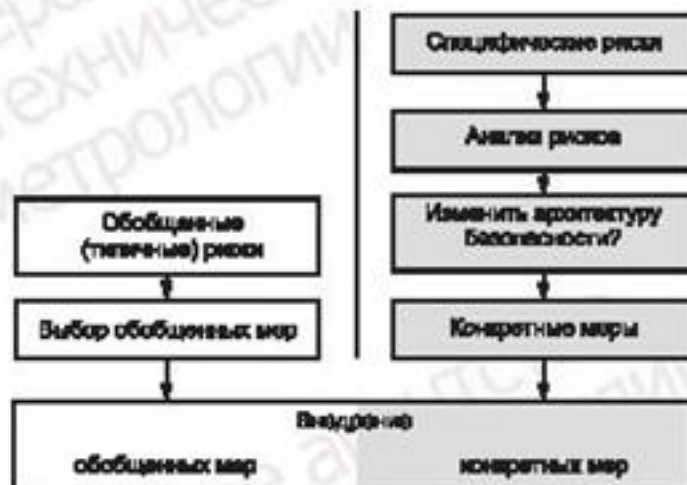 Специфические риски
Анализ рисков
Обобщенные
(типичные) риски
Изменить архитектуру
безопасности?
Выбор обобщенных мер
Конкретные меры
Внедрение
обобщенных мер
конкретных мер